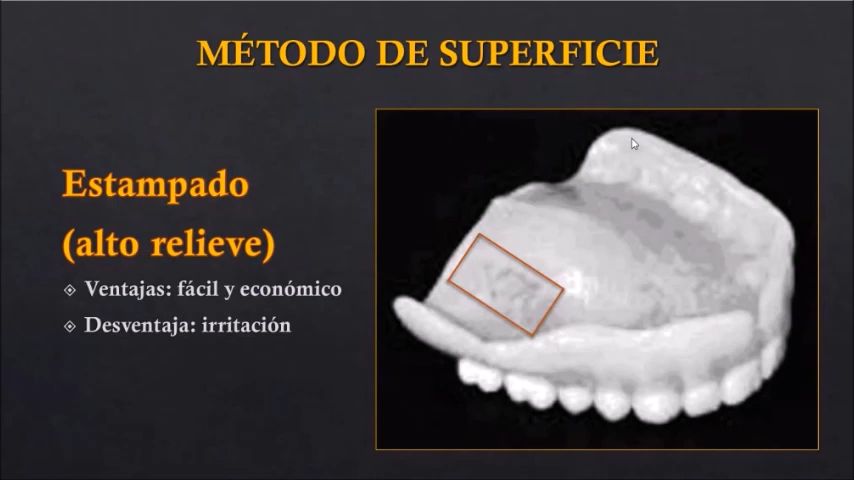 MÉTODO DE SUPERFICIE
Estampado
(alto relieve)
Ventajas: fácil y económico
Desventaja: irritación